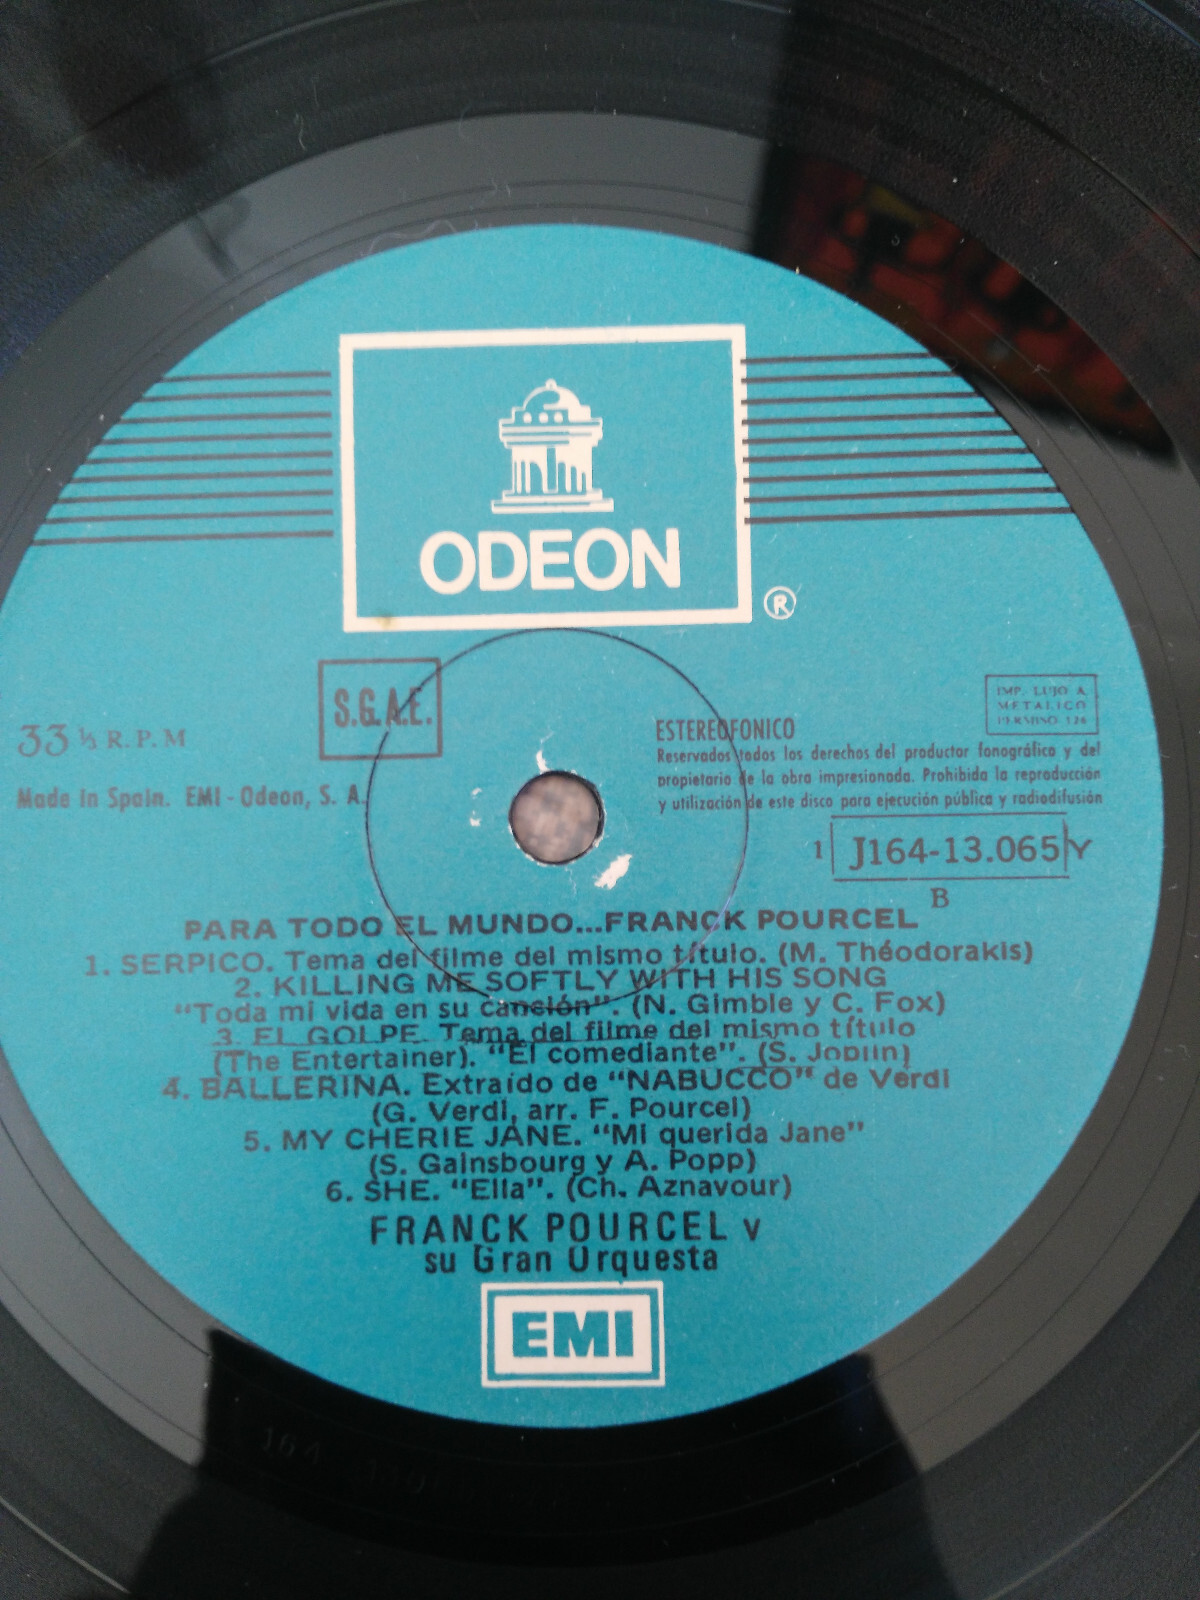 ODEON
®
S.G.A.E.
33 ⅓ R.P.M
Made in Spain. EMI - Odeon, S. A.
IMP. LUJO A.
METALICO
ESTEREOFONICO
Reservados todos los derechos del productor fonográfico y del
propietario de la obra impresionada. Prohibida la reproducción
y utilización de este disco para ejecución pública y radiodifusión
1 J164-13.065 Y
B
PARA TODO EL MUNDO...FRANCK POURCEL
1. SERPICO. Tema del filme del mismo título. (M. Théodorakis)
2. KILLING ME SOFTLY WITH HIS SONG
"Toda mi vida en su canción". (N. Gimble y C. Fox)
3. EL GOLPE. Tema del filme del mismo título
(The Entertainer). "El comediante". (S. Joplin)
4. BALLERINA. Extraído de "NABUCCO" de Verdi
(G. Verdi, arr. F. Pourcel)
5. MY CHERIE JANE. "Mi querida Jane"
(S. Gainsbourg y A. Popp)
6. SHE. "Ella". (Ch. Aznavour)
FRANCK POURCEL y
su Gran Orquesta
EMI